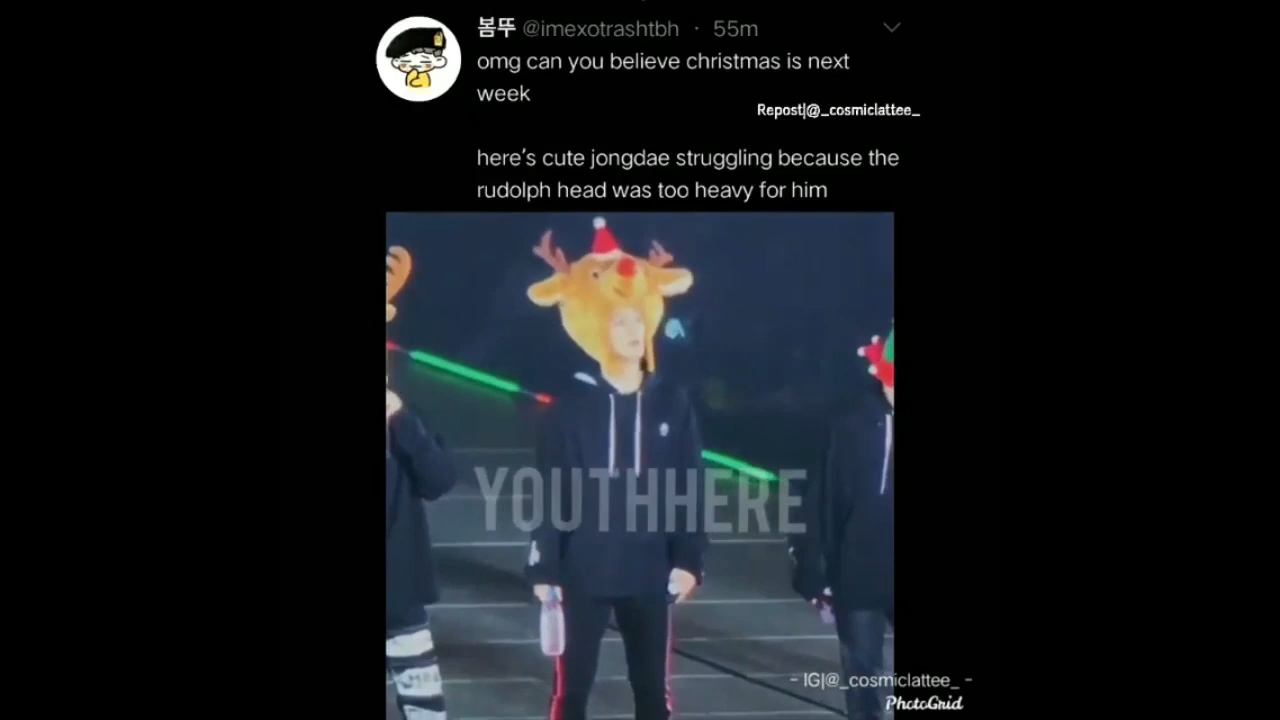 봄뚜 @imexotrashtbh · 55m
omg can you believe christmas is next
week
Repost|@_cosmiclattee_
here's cute jongdae struggling because the
rudolph head was too heavy for him
YOUTHHERE
- IG|@_cosmiclattee_ -
PhotoGrid